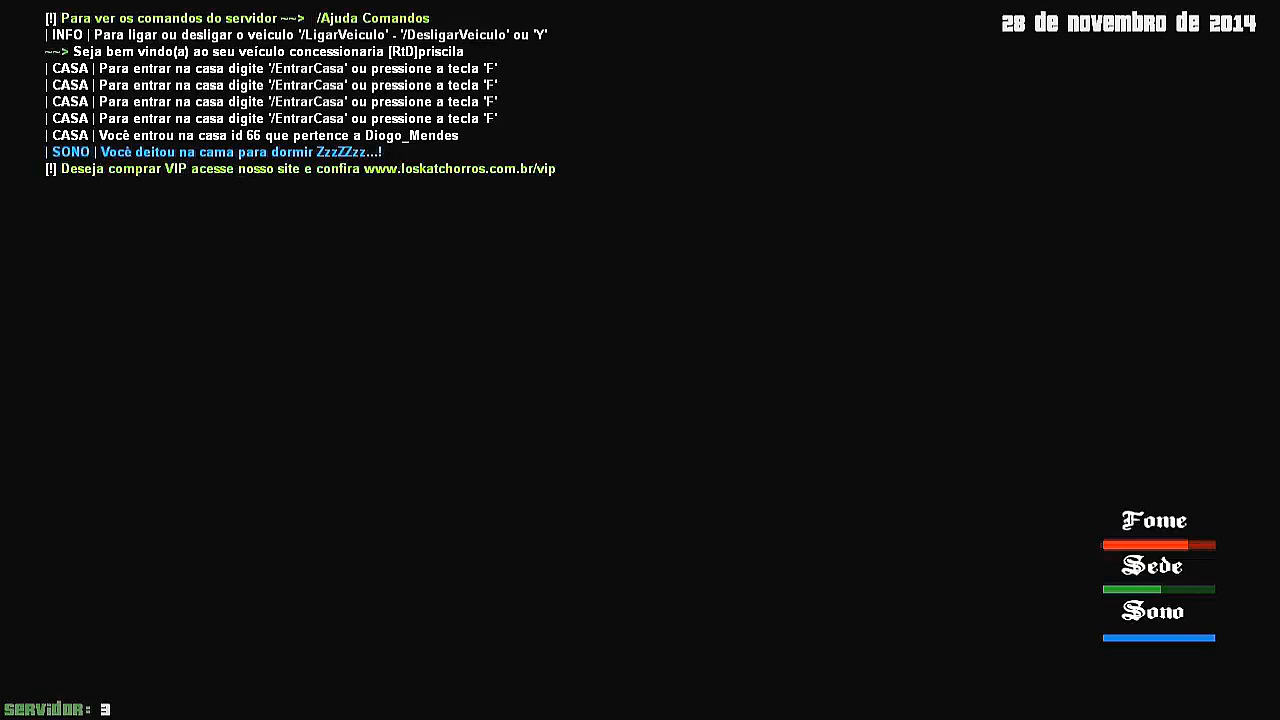 [!] Para ver os comandos do servidor ~~> /Ajuda Comandos
| INFO | Para ligar ou desligar o veiculo '/LigarVeiculo' - '/DesligarVeiculo' ou 'Y'
~~> Seja bem vindo(a) ao seu veículo concessionaria [RtD]priscila
| CASA | Para entrar na casa digite '/EntrarCasa' ou pressione a tecla 'F'
| CASA | Para entrar na casa digite '/EntrarCasa' ou pressione a tecla 'F'
| CASA | Para entrar na casa digite '/EntrarCasa' ou pressione a tecla 'F'
| CASA | Para entrar na casa digite '/EntrarCasa' ou pressione a tecla 'F'
| CASA | Você entrou na casa id 66 que pertence a Diogo_Mendes
| SONO | Você deitou na cama para dormir ZzzZZzz...!
[!] Deseja comprar VIP acesse nosso site e confira www.loskatchorros.com.br/vip
28 de novembro de 2014
Fome
Sede
Sono
servidor: 3